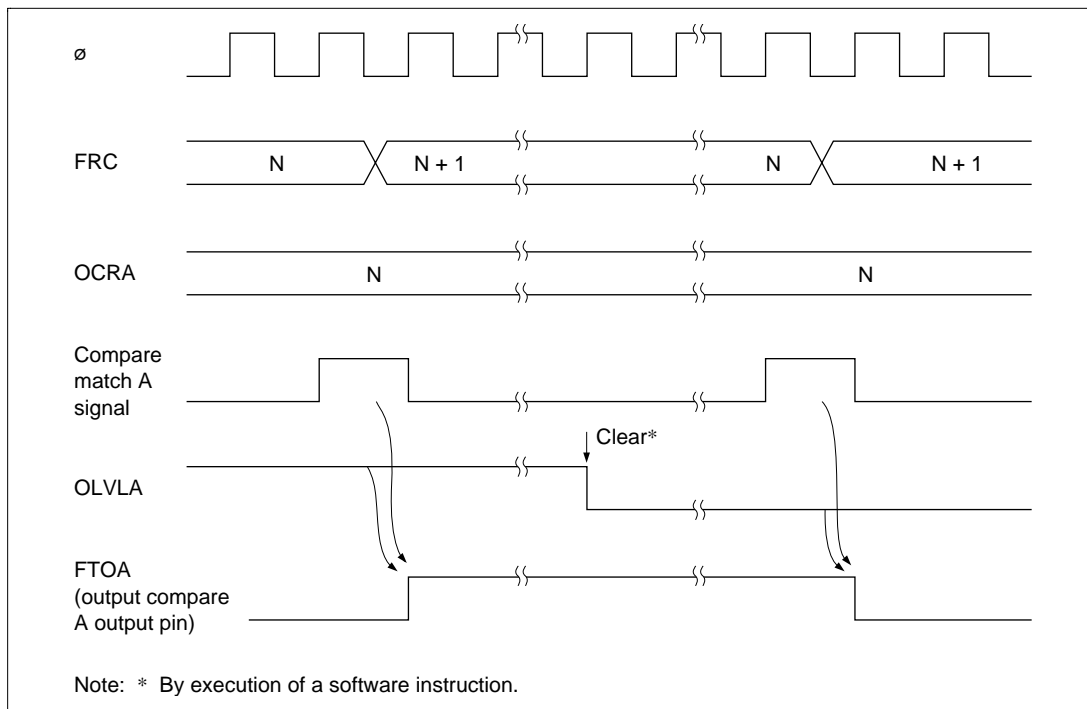 ø
FRC
N
N + 1
N
N + 1
OCRA
N
N
Compare
match A
signal
Clear*
OLVLA
FTOA
(output compare
A output pin)
Note: * By execution of a software instruction.